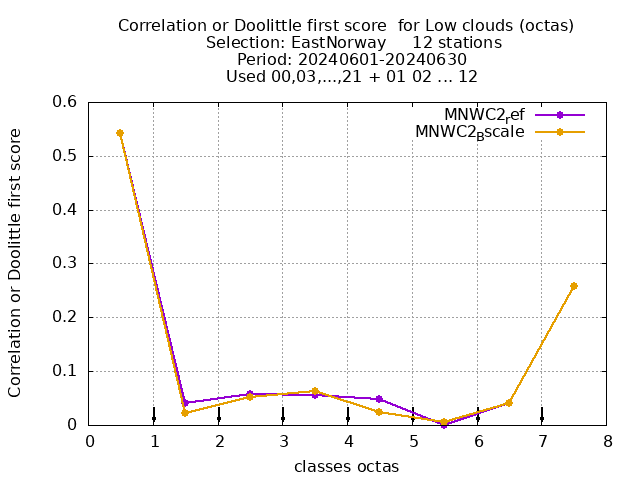 Correlation or Doolittle first score  for Low clouds (octas)
Selection: EastNorway     12 stations
Period: 20240601-20240630
Used 00,03,...,21 + 01 02 ... 12
MNWC2ref
MNWC2Bscale
Correlation or Doolittle first score
0.6
0.5
0.4
0.3
0.2
0.1
0
0 1 2 3 4 5 6 7 8
classes octas